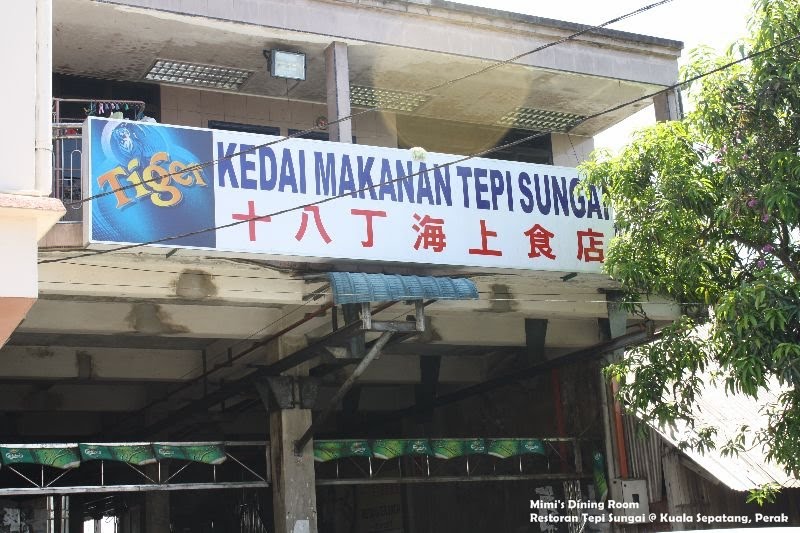 Tiger
KEDAI MAKANAN TEPI SUNGAI
十八丁海上食店
Mimi's Dining Room
Restoran Tepi Sungai @ Kuala Sepatang, Perak